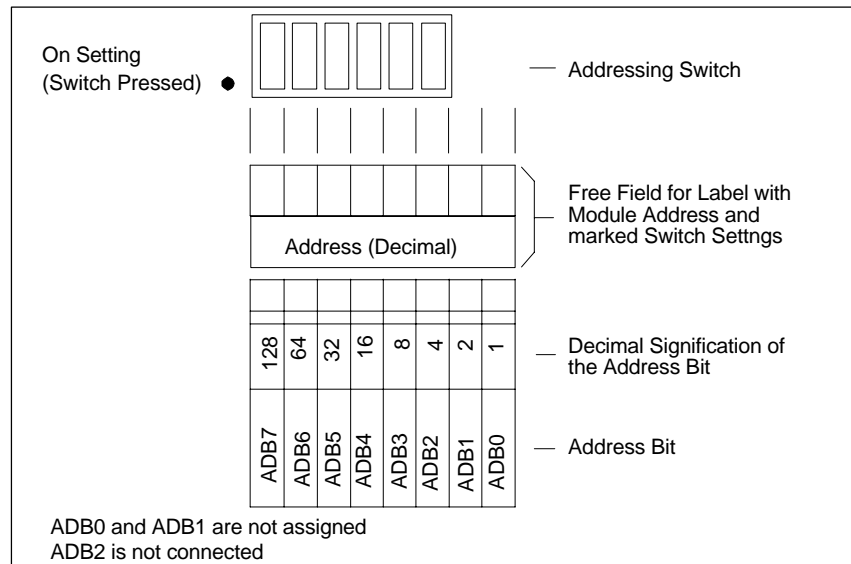 On Setting
(Switch Pressed)
Addressing Switch
Free Field for Label with
Module Address and
marked Switch Settngs
Address (Decimal)
128 64 32 16 8 4 2 1
Decimal Signification of
the Address Bit
ADB7 ADB6 ADB5 ADB4 ADB3 ADB2 ADB1 ADB0
Address Bit
ADB0 and ADB1 are not assigned
ADB2 is not connected